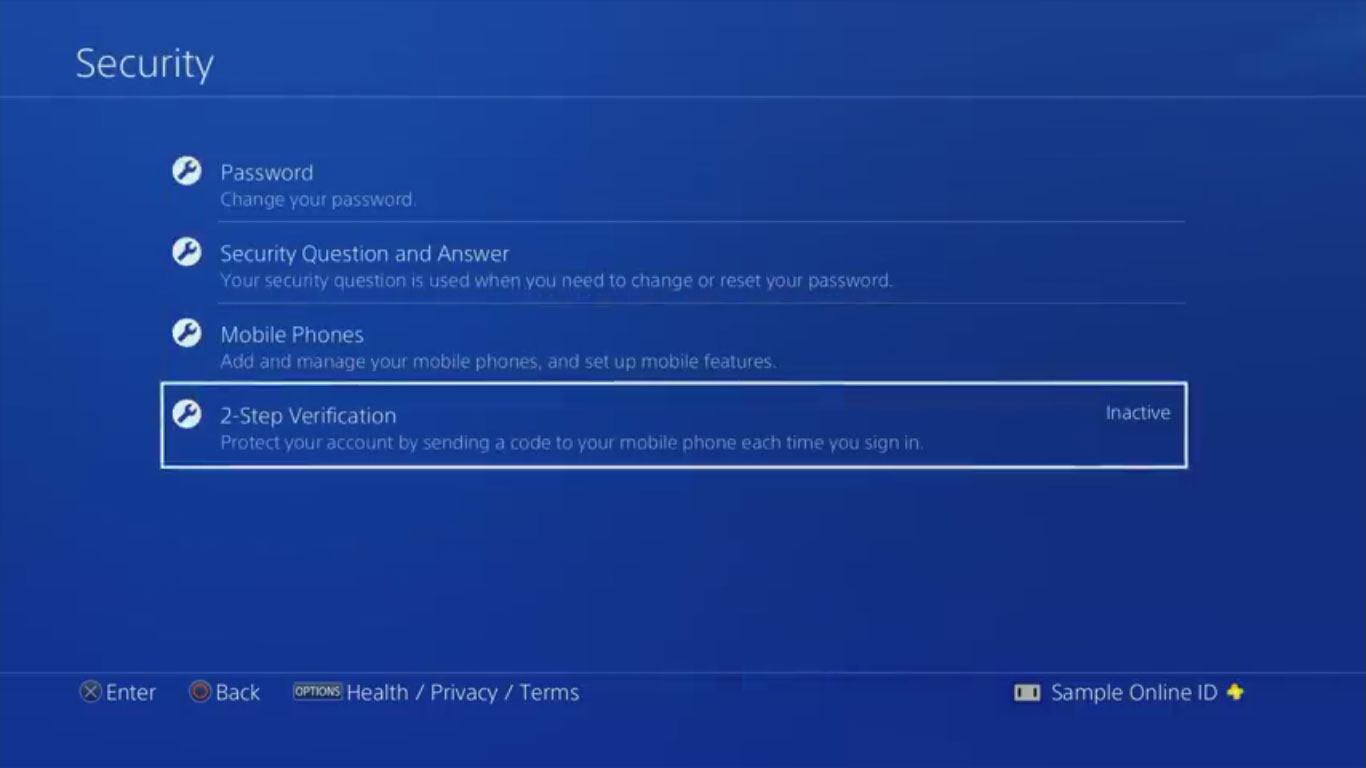 Security
Password
Change your password.
Security Question and Answer
Your security question is used when you need to change or reset your password.
Mobile Phones
Add and manage your mobile phones, and set up mobile features.
2-Step Verification
Inactive
Protect your account by sending a code to your mobile phone each time you sign in.
Enter Back OPTIONS Health / Privacy / Terms Sample Online ID